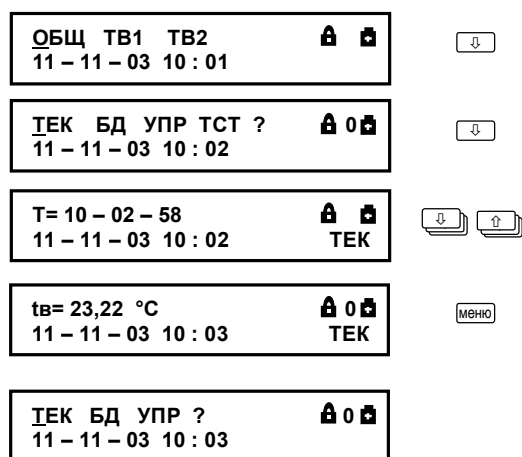 ОБЩ ТВ1 ТВ2
11 – 11 – 03 10 : 01
ТЕК БД УПР ТСТ ? 0
11 – 11 – 03 10 : 02
Т= 10 – 02 – 58
11 – 11 – 03 10 : 02 ТЕК
tв= 23,22 °C 0
11 – 11 – 03 10 : 03 ТЕК
меню
ТЕК БД УПР ? 0
11 – 11 – 03 10 : 03